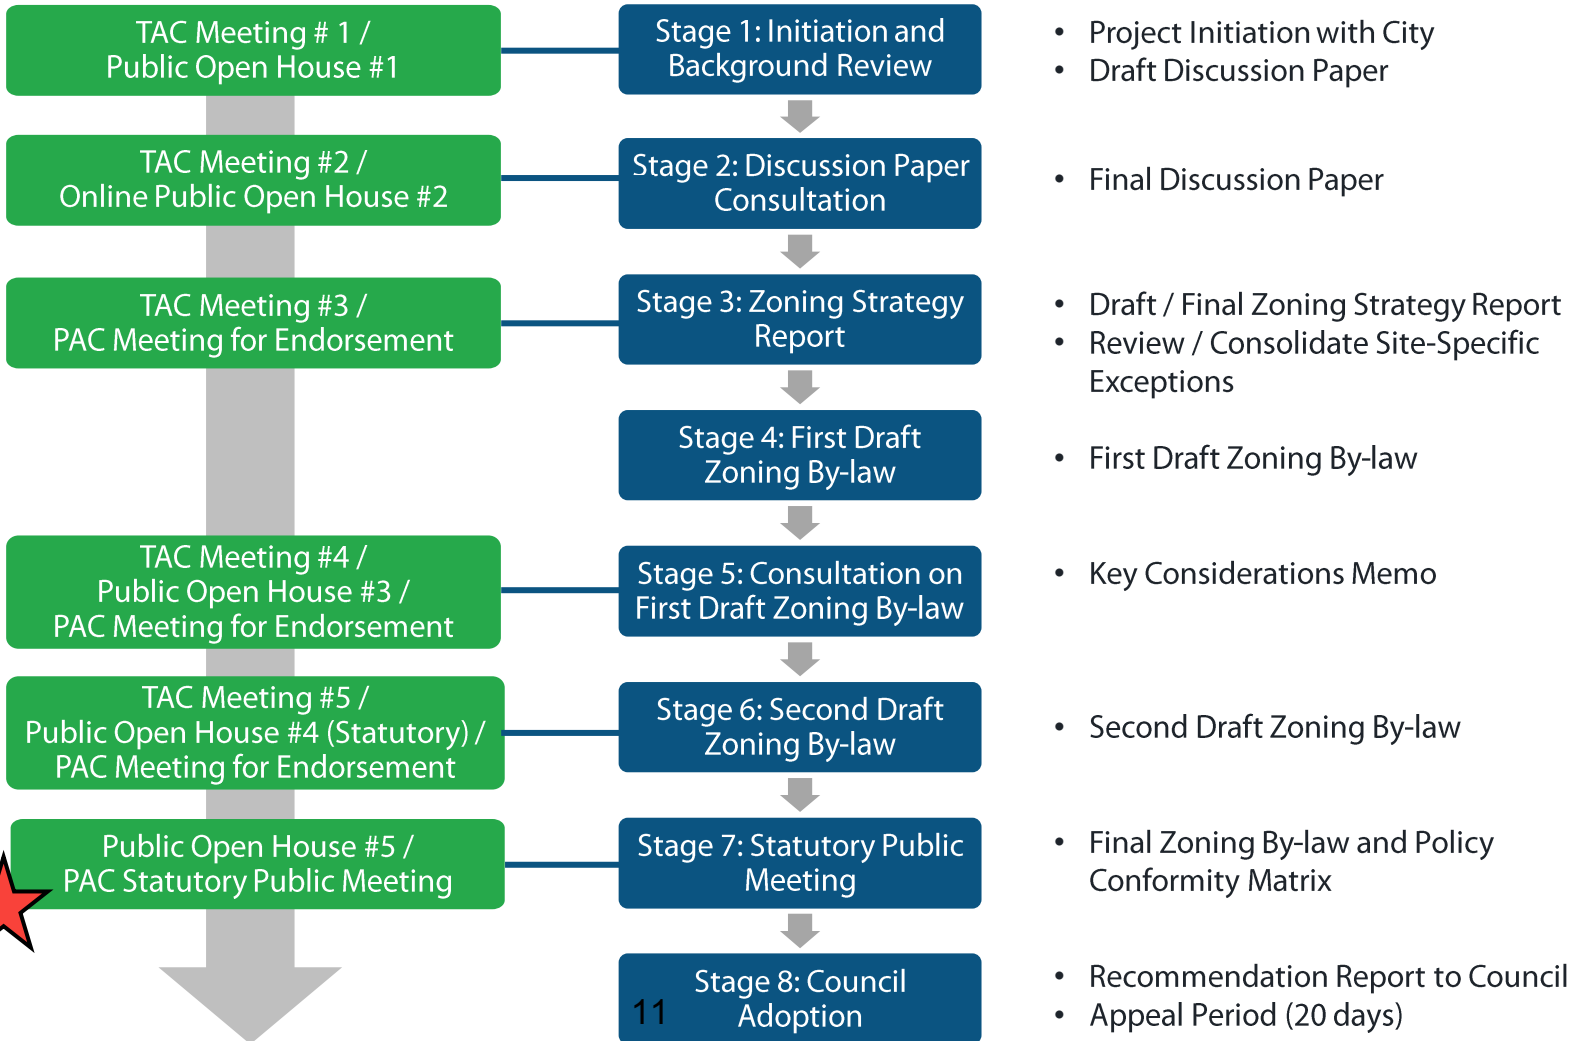 TAC Meeting # 1 /
Public Open House #1
Stage 1: Initiation and
Background Review
• Project Initiation with City
• Draft Discussion Paper
TAC Meeting #2 /
Online Public Open House #2
Stage 2: Discussion Paper
Consultation
• Final Discussion Paper
TAC Meeting #3 /
PAC Meeting for Endorsement
Stage 3: Zoning Strategy
Report
• Draft / Final Zoning Strategy Report
• Review / Consolidate Site-Specific
Exceptions
Stage 4: First Draft
Zoning By-law
• First Draft Zoning By-law
TAC Meeting #4 /
Public Open House #3 /
PAC Meeting for Endorsement
Stage 5: Consultation on
First Draft Zoning By-law
• Key Considerations Memo
TAC Meeting #5 /
Public Open House #4 (Statutory) /
PAC Meeting for Endorsement
Stage 6: Second Draft
Zoning By-law
• Second Draft Zoning By-law
Public Open House #5 /
PAC Statutory Public Meeting
Stage 7: Statutory Public
Meeting
• Final Zoning By-law and Policy
Conformity Matrix
Stage 8: Council
Adoption
11
• Recommendation Report to Council
• Appeal Period (20 days)